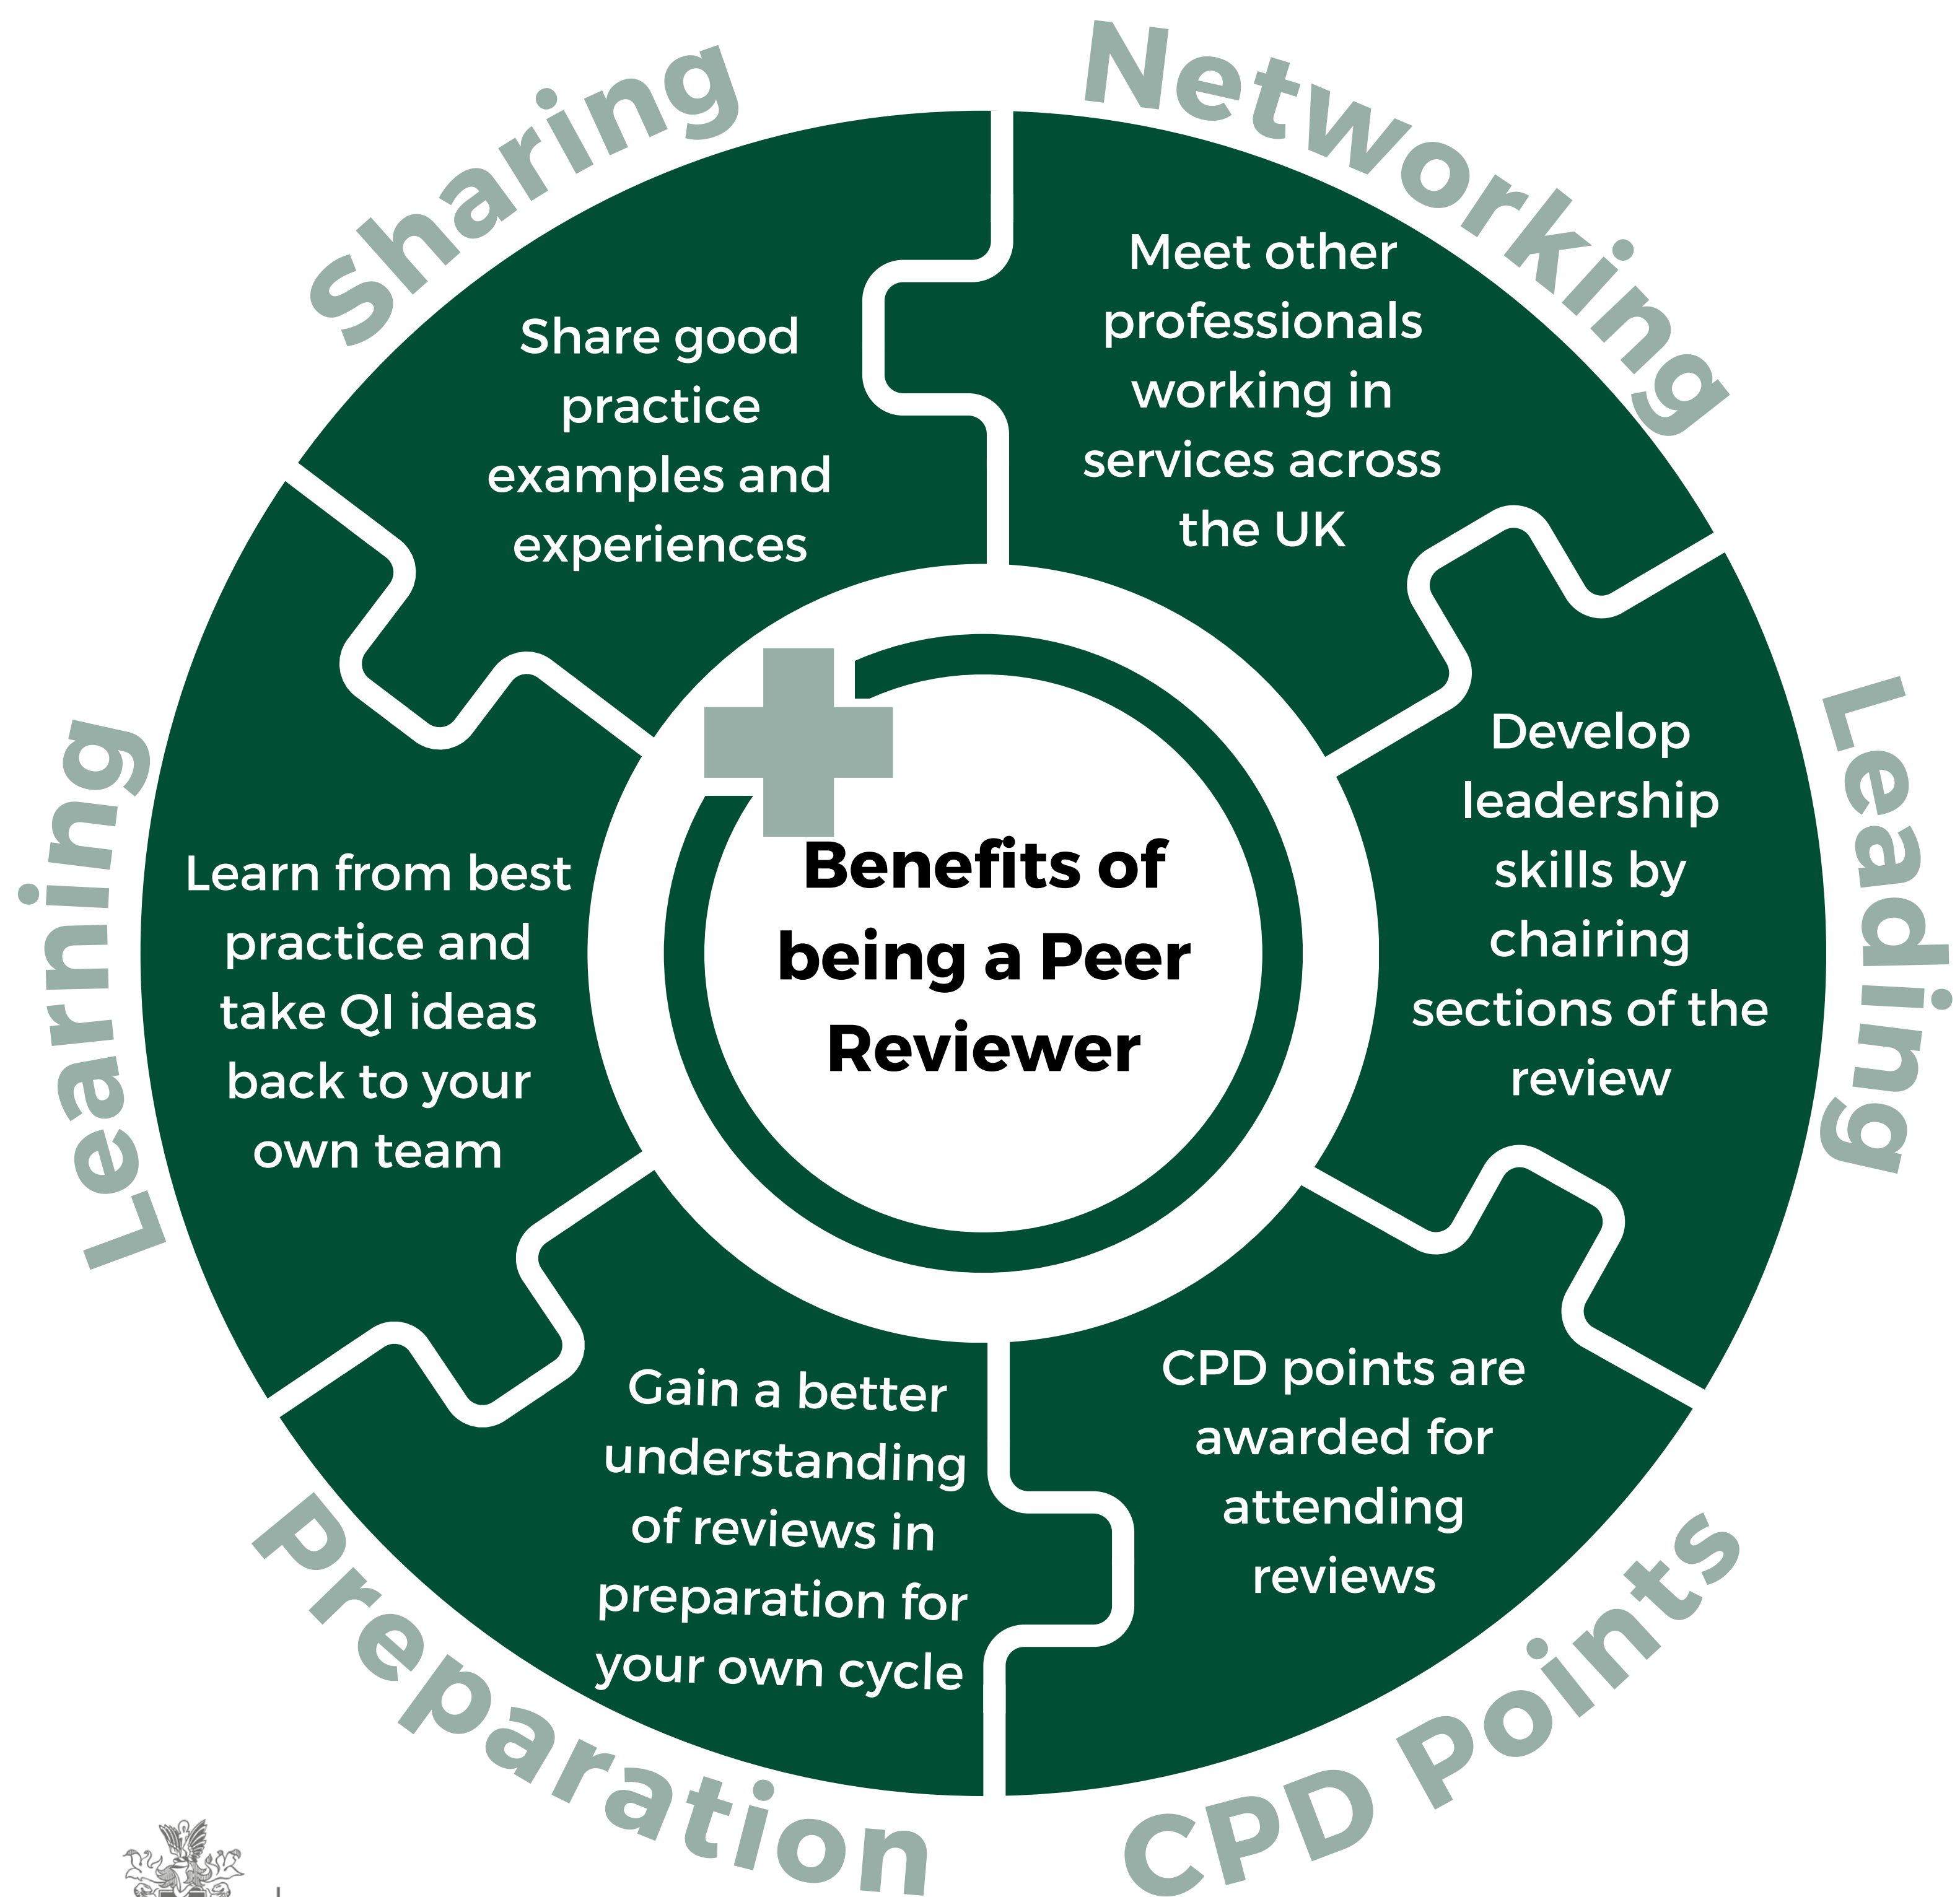 Benefits of
being a Peer
Reviewer
Sharing
Share good
practice
examples and
experiences
Networking
Meet other
professionals
working in
services across
the UK
Leading
Develop
leadership
skills by
chairing
sections of the
review
CPD Points
CPD points are
awarded for
attending
reviews
Preparation
Gain a better
understanding
of reviews in
preparation for
your own cycle
Learning
Learn from best
practice and
take QI ideas
back to your
own team